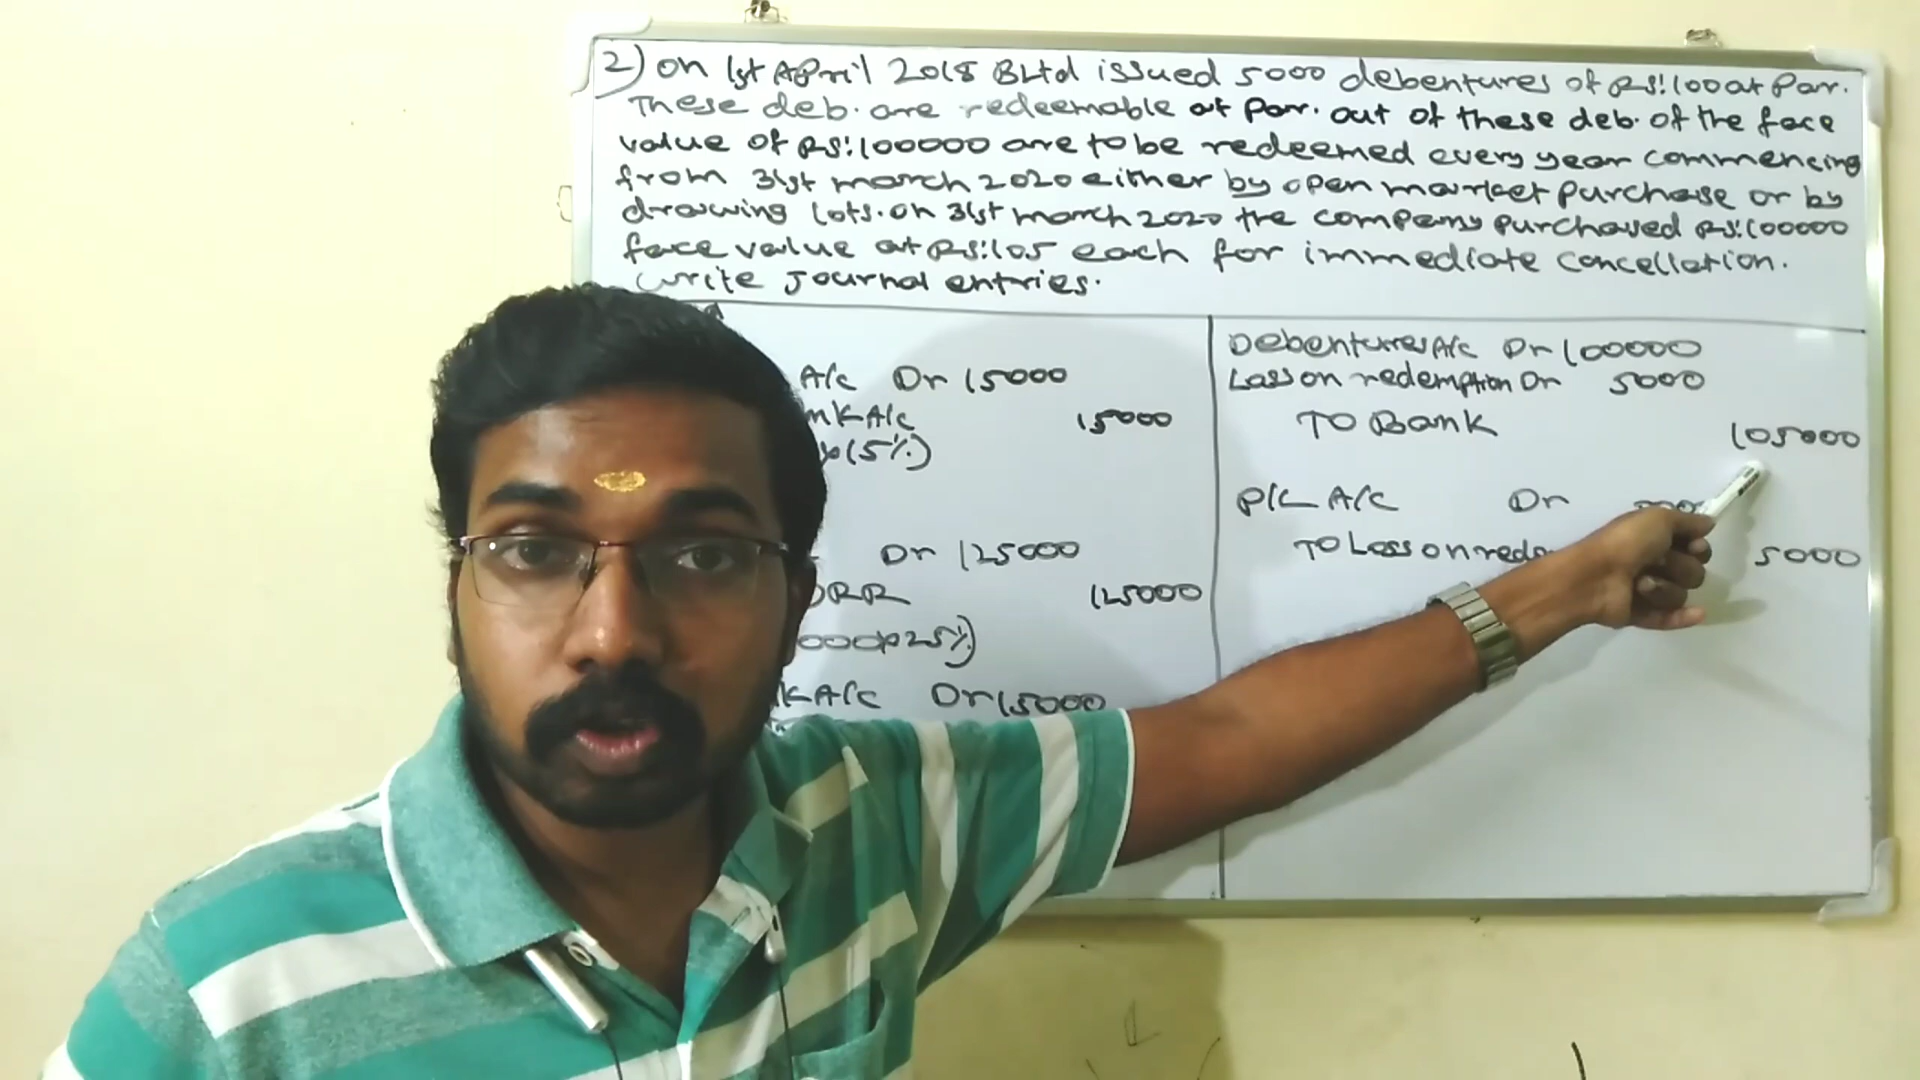 2) on 1st April 2018 BLtd issued 5000 debentures of Rs:100 at Par.
These deb. are redeemable at par. out of these deb. of the face
value of Rs:100000 are to be redeemed every year commencing
from 31st march 2020 either by open market purchase or by
drawing lots. on 31st march 2020 the company purchased Rs:100000
face value at Rs:105 each for immediate cancellation.
write Journal entries.
A/c Dr 15000
A/c 15000
(5%)
Dr 125000
DRR 125000
25%)
A/c Dr 15000
Debentures A/c Dr 100000
Loss on redemption Dr 5000
TO Bank 105000
P/L A/c Dr
TO Loss on 5000